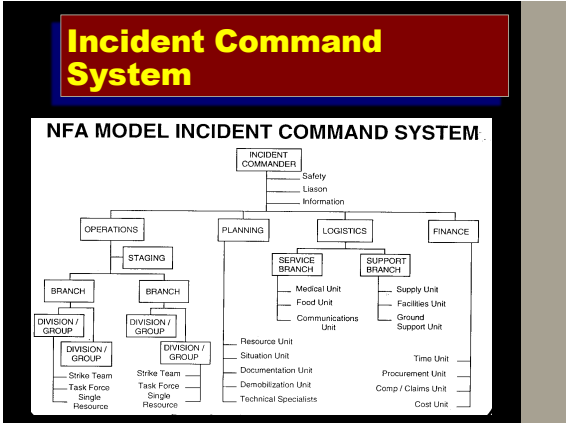 Incident Command
System
NFA MODEL INCIDENT COMMAND SYSTEM
INCIDENT
COMMANDER
Safety
Liason
Information
OPERATIONS
PLANNING
LOGISTICS
FINANCE
STAGING
SERVICE
BRANCH
SUPPORT
BRANCH
BRANCH
BRANCH
Medical Unit
Food Unit
Communications
Unit
Supply Unit
Facilities Unit
Ground
Support Unit
DIVISION /
GROUP
DIVISION /
GROUP
DIVISION /
GROUP
DIVISION /
GROUP
Strike Team
Task Force
Single
Resource
Strike Team
Task Force
Single
Resource
Resource Unit
Situation Unit
Documentation Unit
Demobilization Unit
Technical Specialists
Time Unit
Procurement Unit
Comp / Claims Unit
Cost Unit